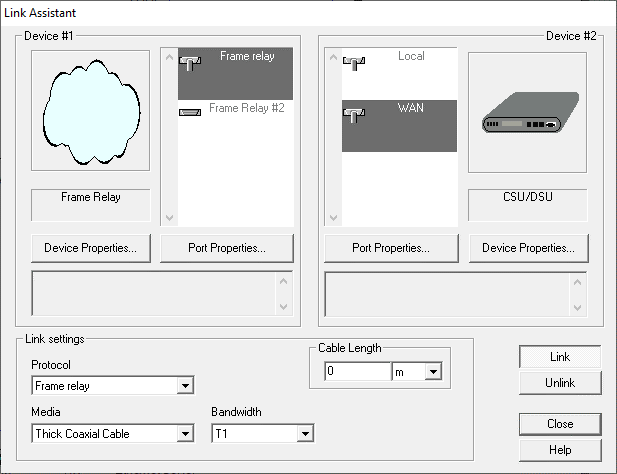 Link Assistant
Device #1
Frame relay
Frame Relay #2
Frame Relay
Device Properties...
Port Properties...
Device #2
Local
WAN
CSU/DSU
Port Properties...
Device Properties...
Link settings
Protocol
Frame relay
Cable Length
0
m
Media
Thick Coaxial Cable
Bandwidth
T1
Link
Unlink
Close
Help